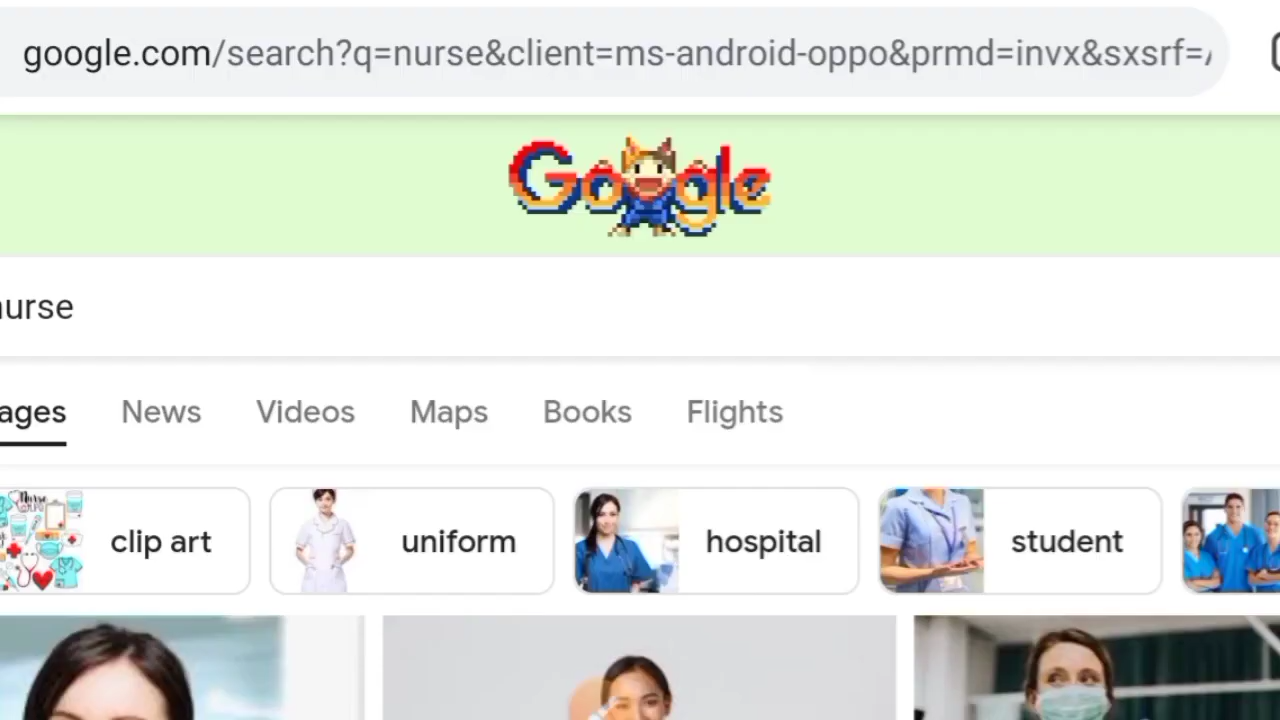 google.com/search?q=nurse&client=ms-android-oppo&prmd=invx&sxsrf=
Google
nurse
ages News Videos Maps Books Flights
clip art uniform hospital student